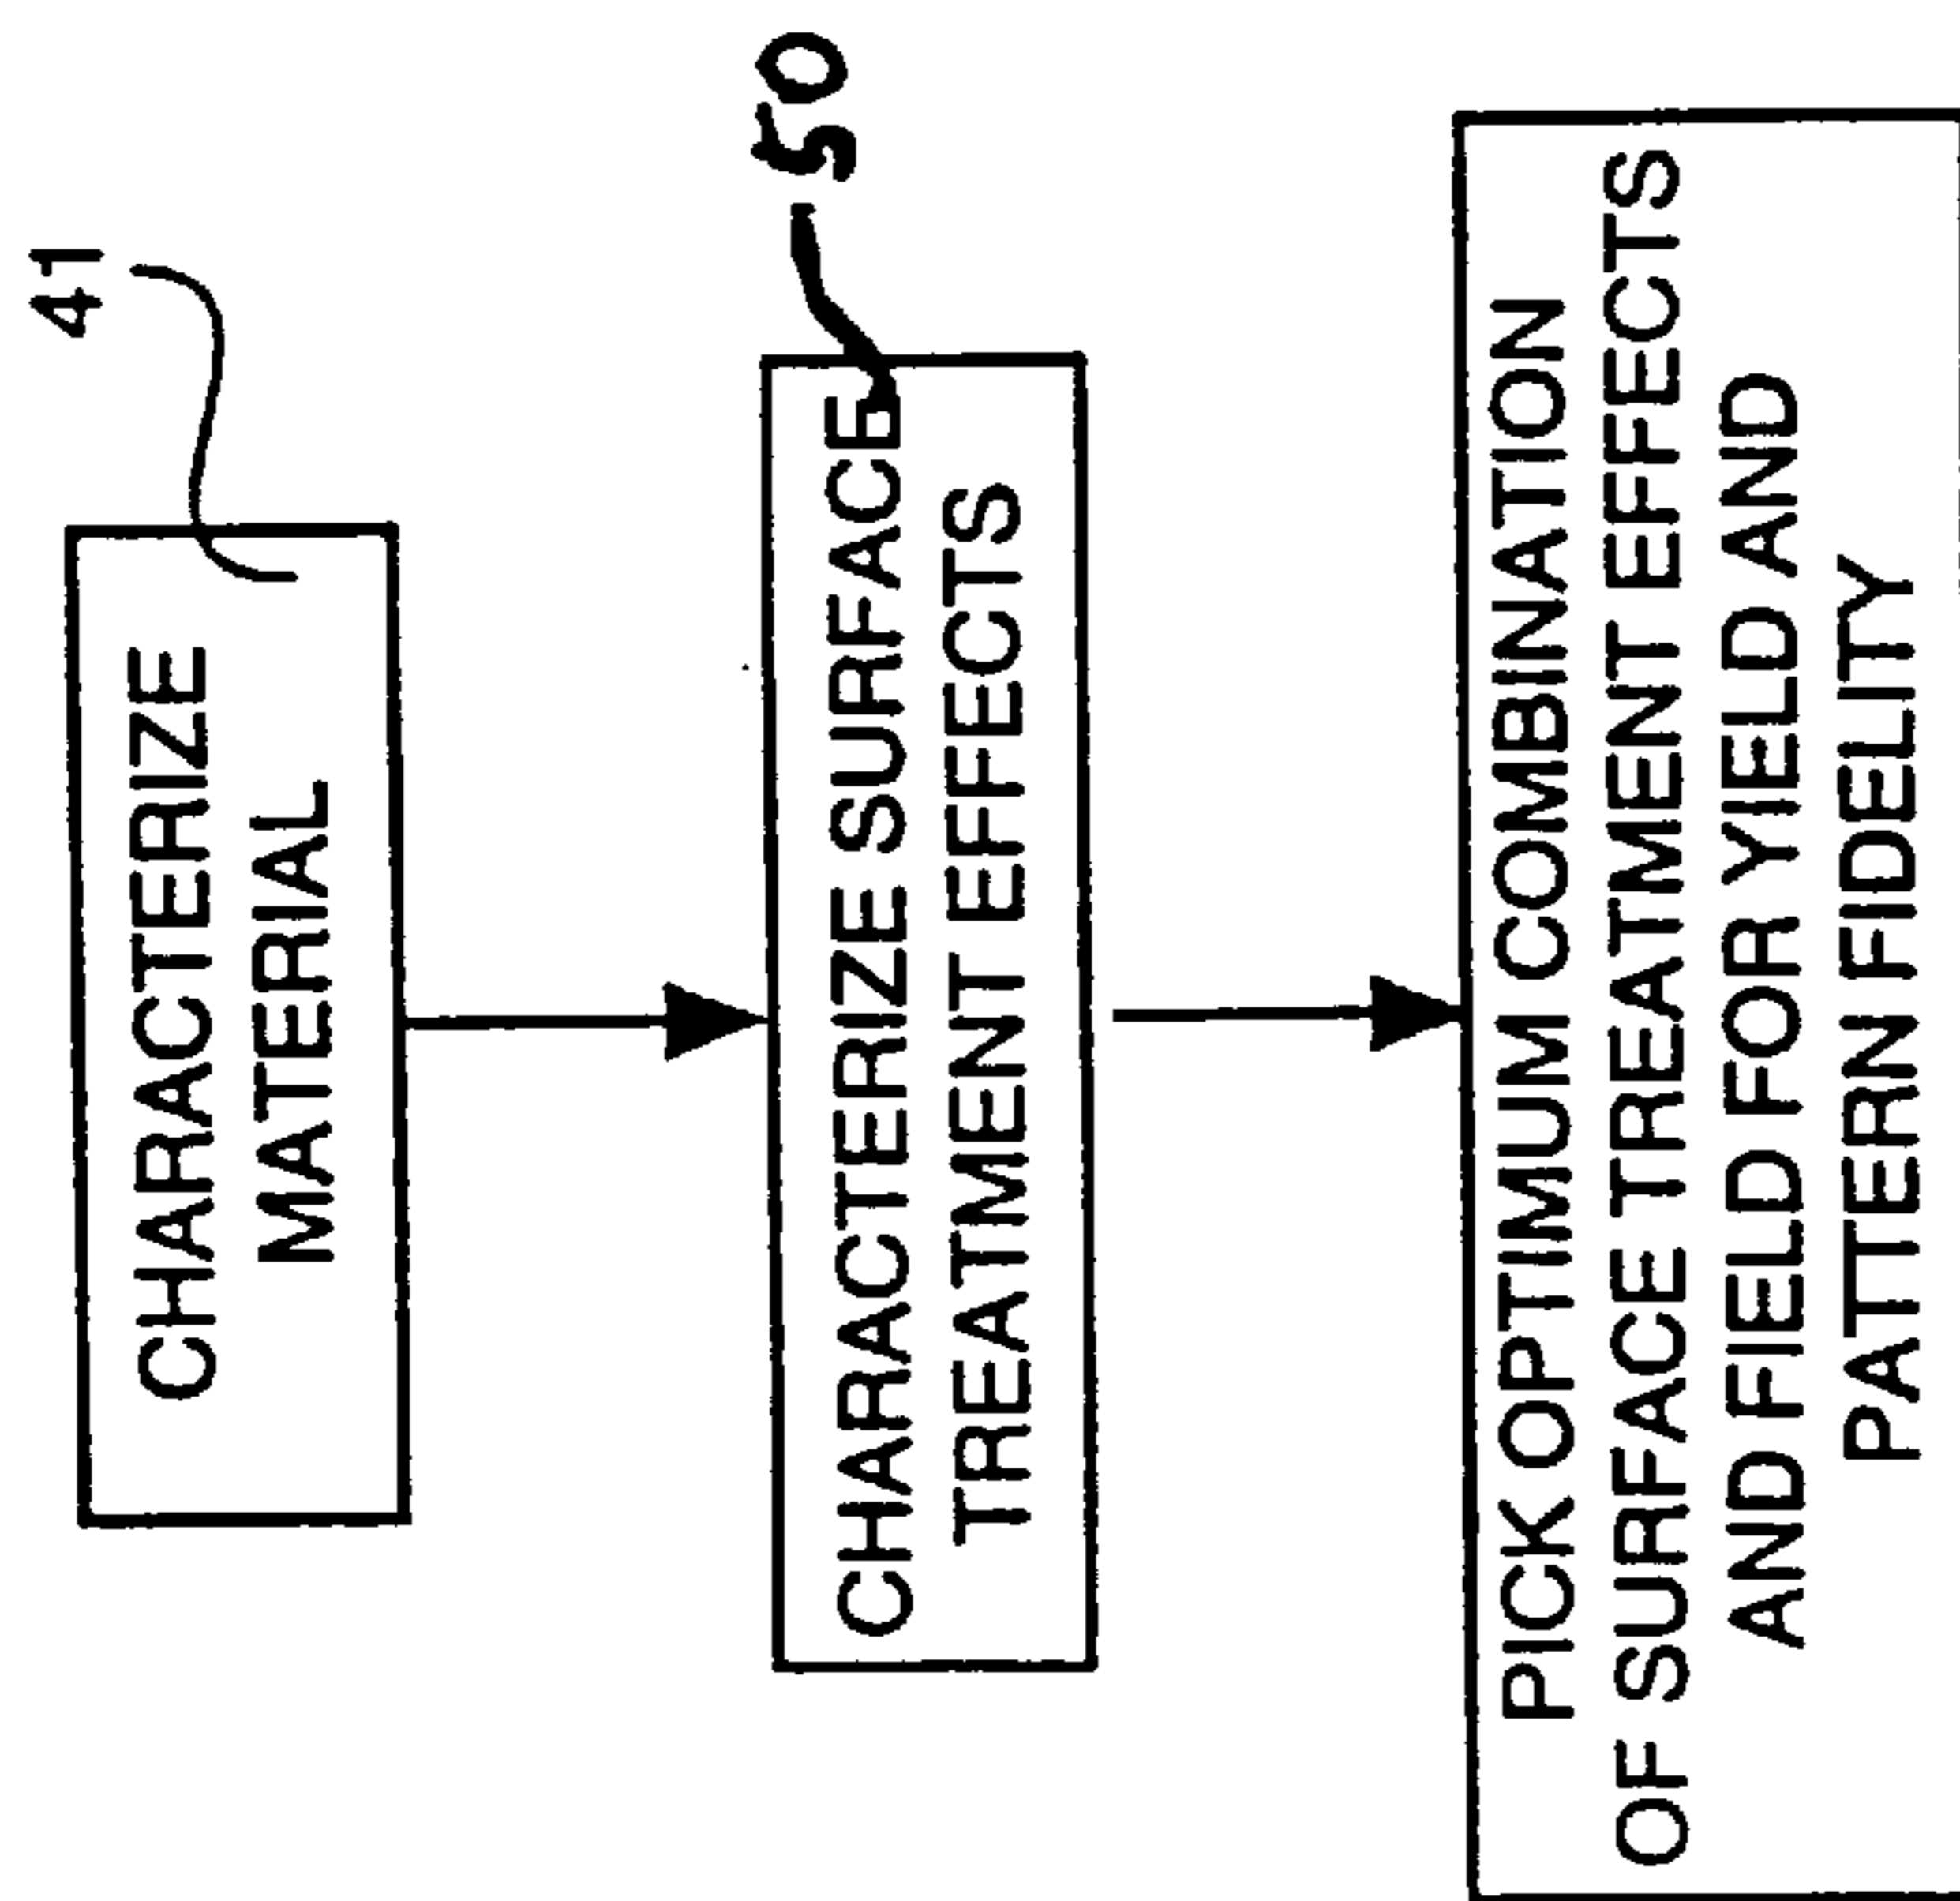 41
CHARACTERIZE
MATERIAL
50
CHARACTERIZE SURFACE
TREATMENT EFFECTS
PICK OPTIMUM COMBINATION
OF SURFACE TREATMENT EFFECTS
AND FIELD FOR YIELD AND
PATTERN FIDELITY